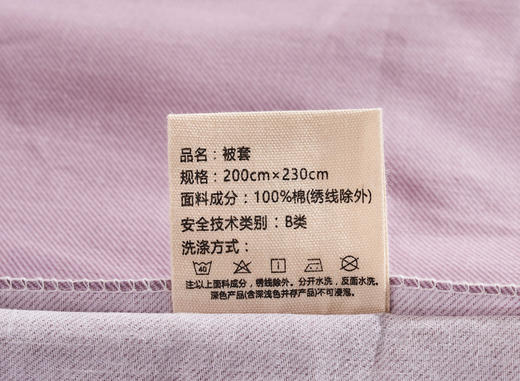 品名：被套
规格：200cm×230cm
面料成分：100%棉(绣线除外)
安全技术类别：B类
洗涤方式：
40
注以上面料成分，绣线除外。分开水洗，反面水洗。
深色产品(含深浅色并存产品)不可浸泡。